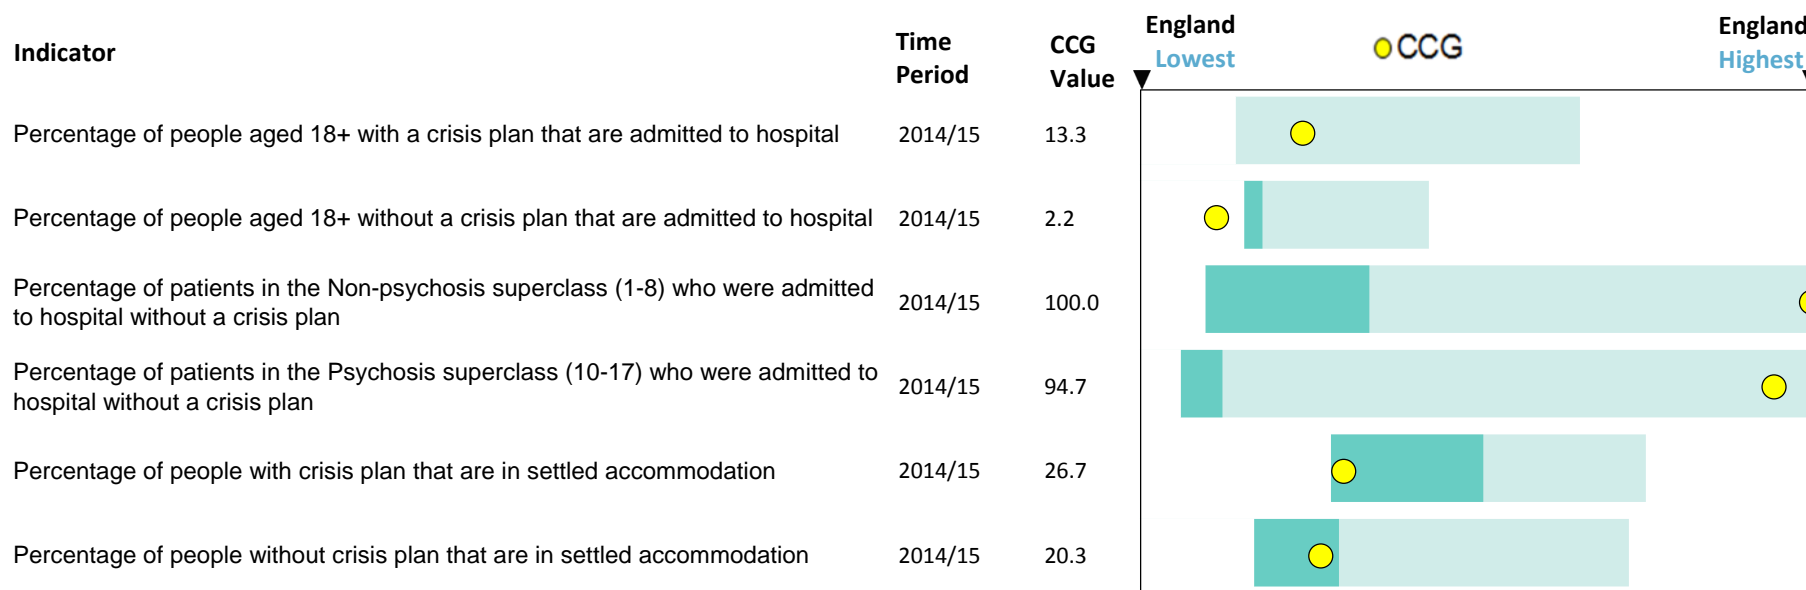 Indicator
Time
Period
CCG
Value
England
Lowest
CCG
England
Highest
Percentage of people aged 18+ with a crisis plan that are admitted to hospital 2014/15 13.3
Percentage of people aged 18+ without a crisis plan that are admitted to hospital 2014/15 2.2
Percentage of patients in the Non-psychosis superclass (1-8) who were admitted
to hospital without a crisis plan
2014/15 100.0
Percentage of patients in the Psychosis superclass (10-17) who were admitted to
hospital without a crisis plan
2014/15 94.7
Percentage of people with crisis plan that are in settled accommodation 2014/15 26.7
Percentage of people without crisis plan that are in settled accommodation 2014/15 20.3